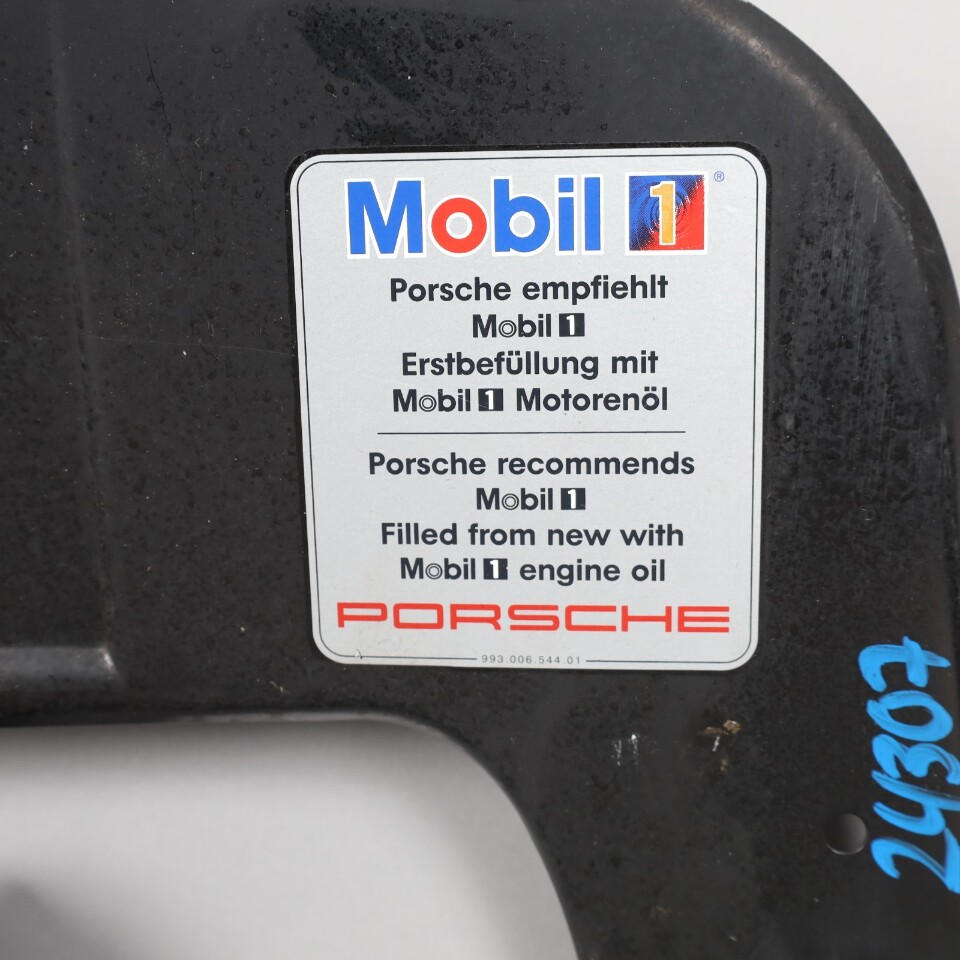 Mobil 1 ®
Porsche empfiehlt
Mobil 1
Erstbefüllung mit
Mobil 1 Motorenöl
Porsche recommends
Mobil 1
Filled from new with
Mobil 1 engine oil
PORSCHE
993.006.544.01
24307